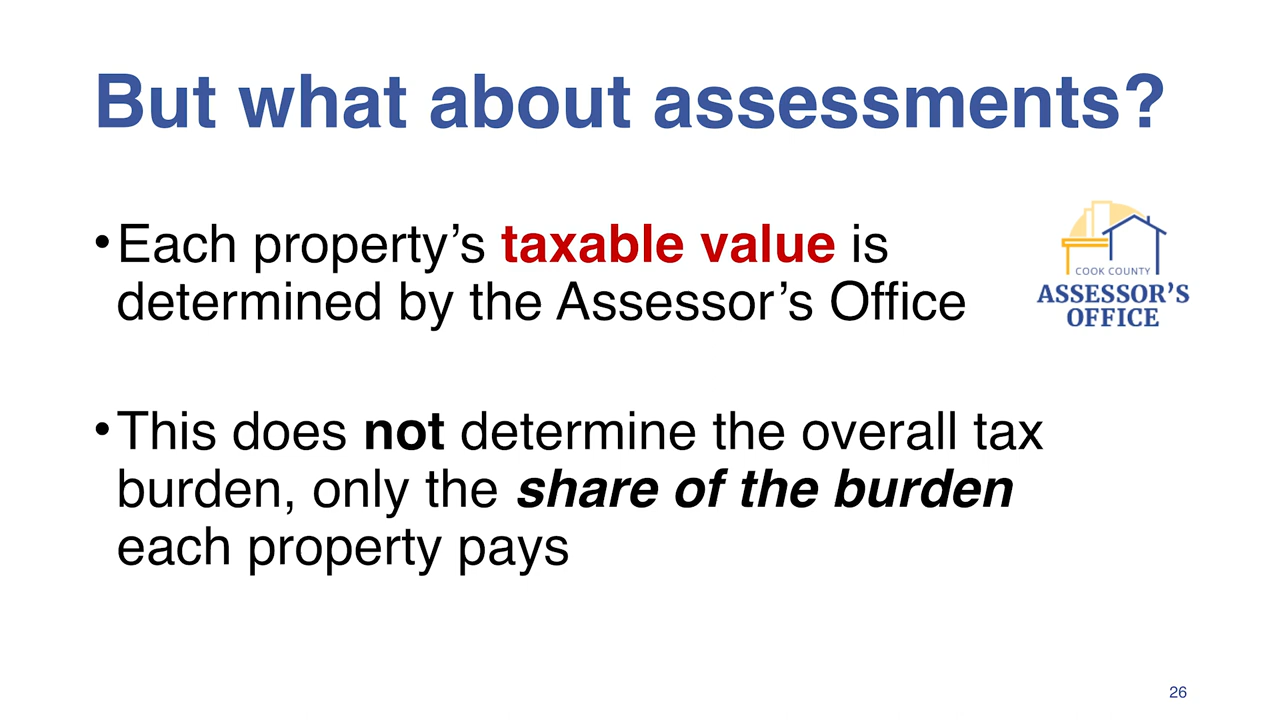 But what about assessments?
•Each property’s taxable value is
determined by the Assessor’s Office
COOK COUNTY
ASSESSOR’S
OFFICE
•This does not determine the overall tax
burden, only the share of the burden
each property pays
26